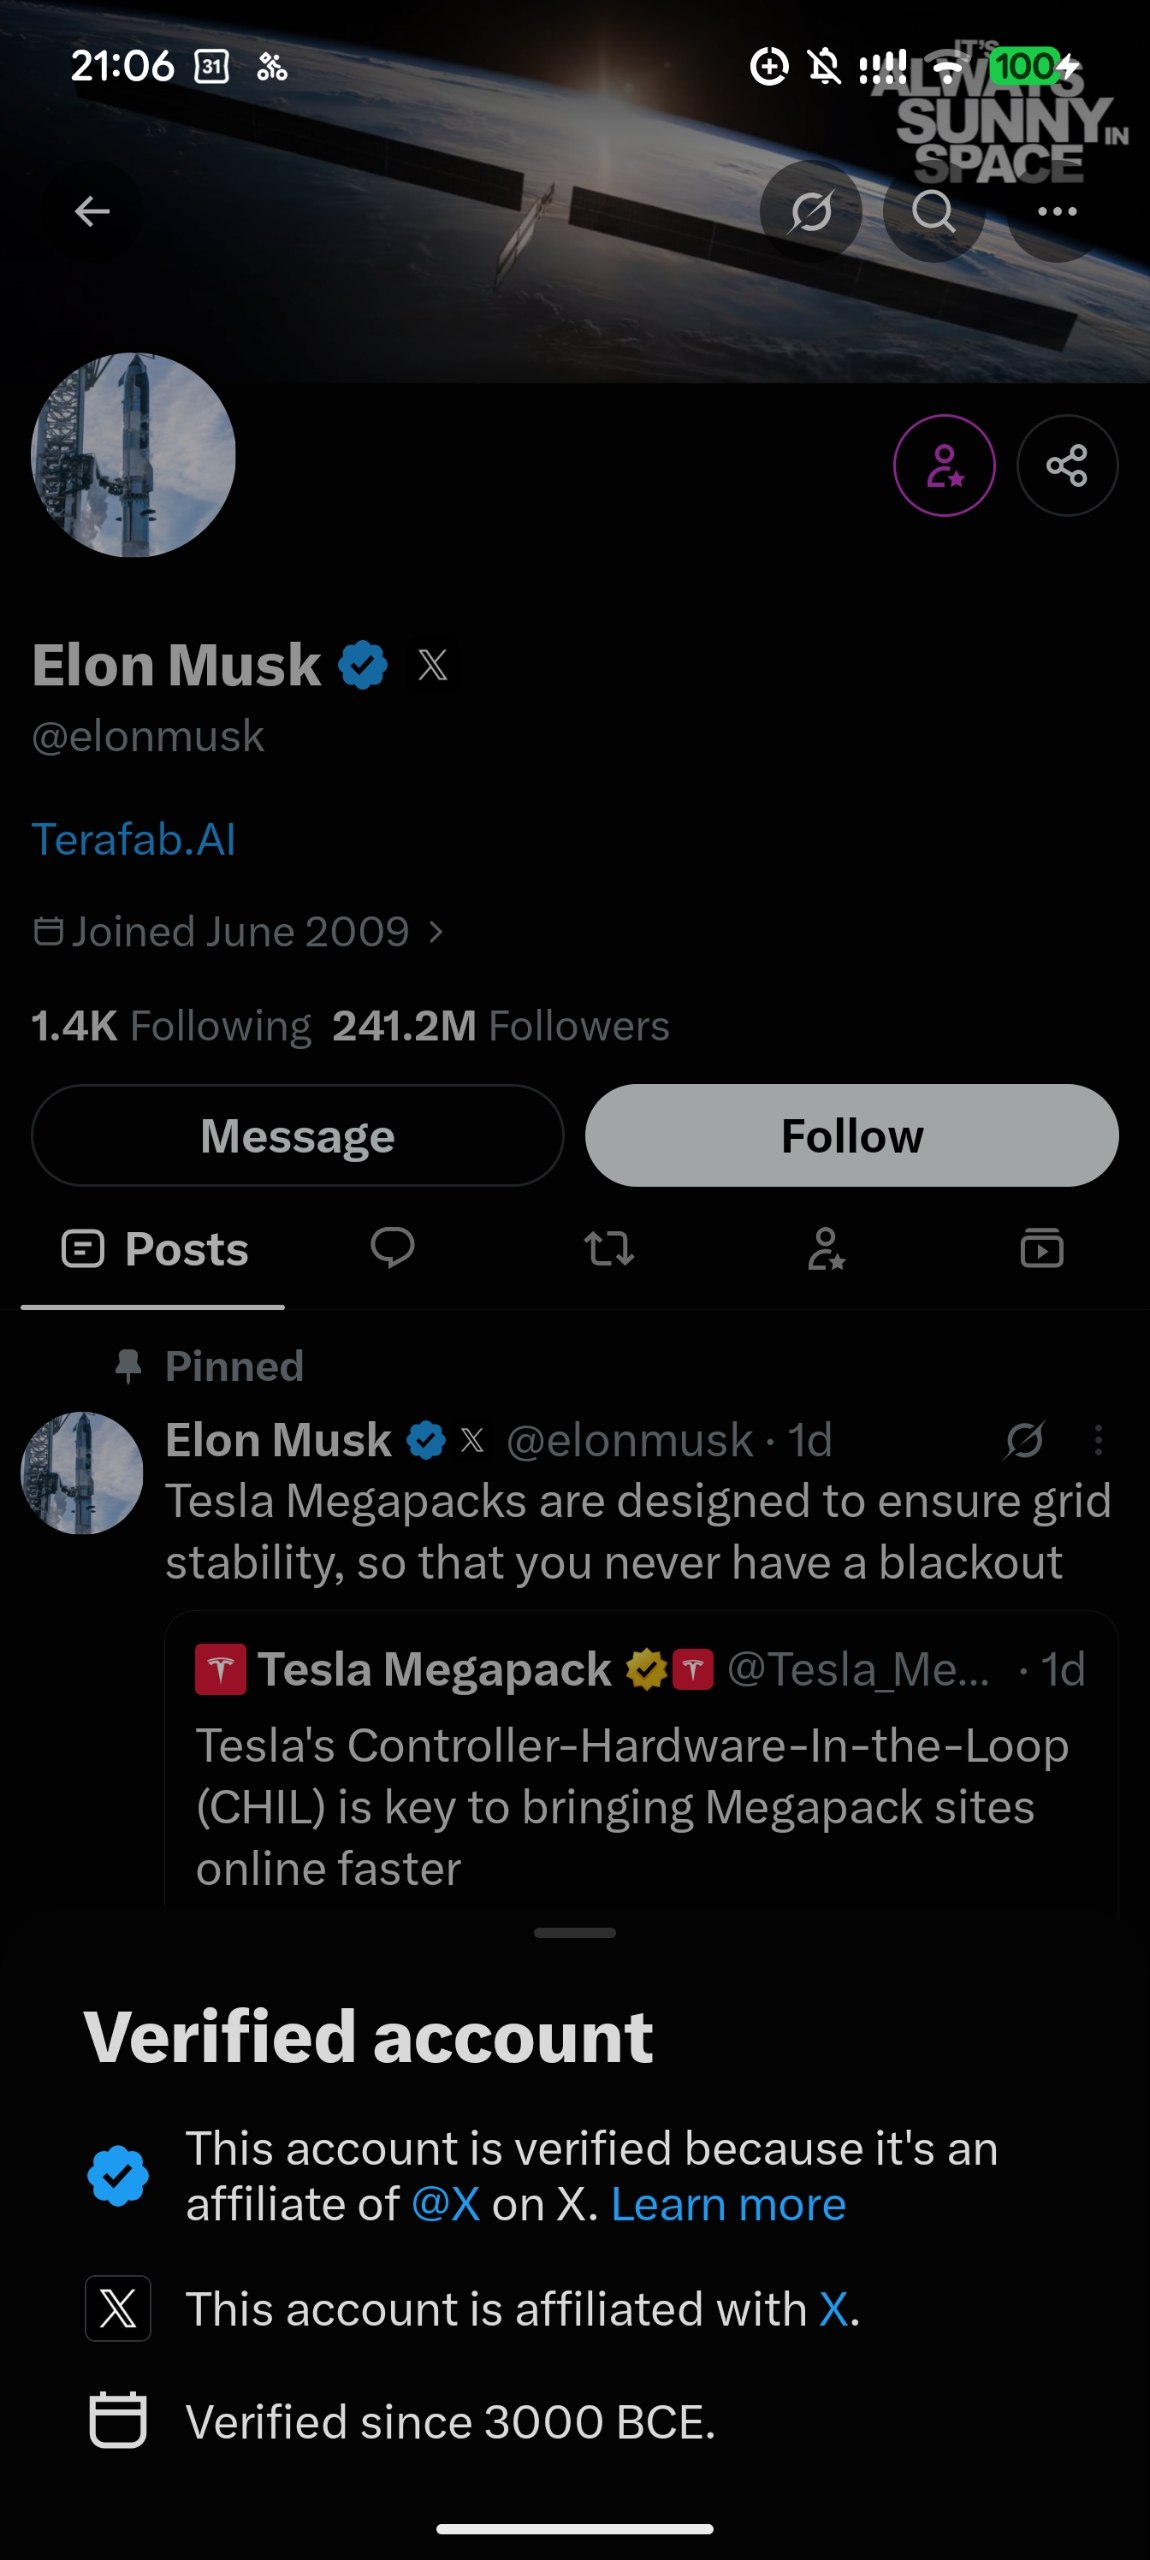 21:06 31 100
IT'S
ALWAYS
SUNNY IN
SPACE
Elon Musk
@elonmusk
Terafab.AI
Joined June 2009
1.4K Following 241.2M Followers
Message Follow
Posts
Pinned
Elon Musk @elonmusk · 1d
Tesla Megapacks are designed to ensure grid
stability, so that you never have a blackout
Tesla Megapack @Tesla_Me... · 1d
Tesla's Controller-Hardware-In-the-Loop
(CHIL) is key to bringing Megapack sites
online faster
Verified account
This account is verified because it's an
affiliate of @X on X. Learn more
This account is affiliated with X.
Verified since 3000 BCE.